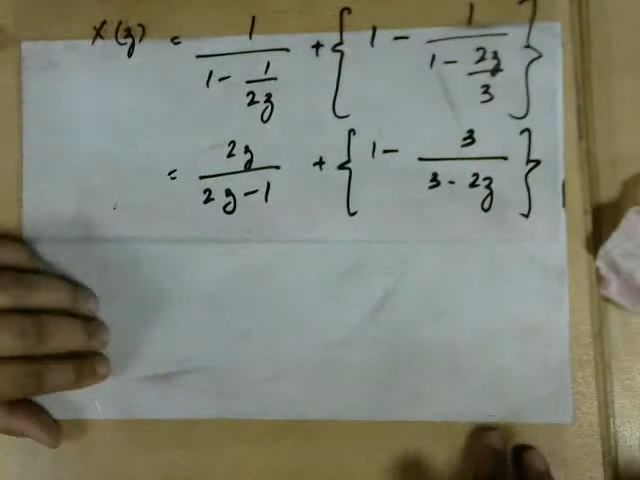 X(z) = 1/(1 - 1/(2z)) + { 1 - 1/(1 - 2z/3) }
= 2z/(2z-1) + { 1 - 3/(3-2z) }